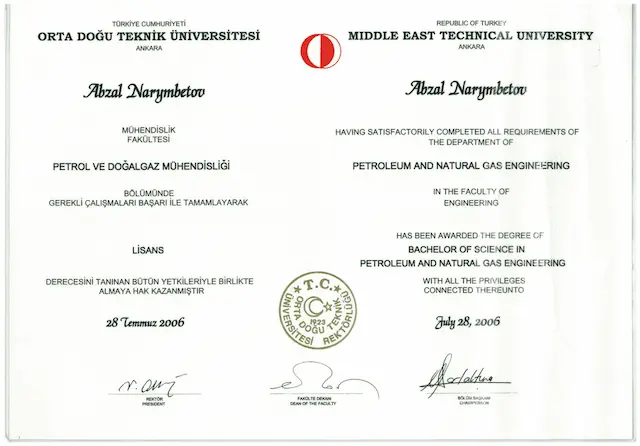 TÜRKİYE CUMHURİYETİ
ORTA DOĞU TEKNİK ÜNİVERSİTESİ
ANKARA
Abzal Narymbetov
MÜHENDİSLİK
FAKÜLTESİ
PETROL VE DOĞALGAZ MÜHENDİSLİĞİ
BÖLÜMÜNDE
GEREKLİ ÇALIŞMALARI BAŞARI İLE TAMAMLAYARAK
LİSANS
DERECESİNİ TANINAN BÜTÜN YETKİLERİYLE BİRLİKTE
ALMAYA HAK KAZANMIŞTIR
28 Temmuz 2006
REPUBLIC OF TURKEY
MIDDLE EAST TECHNICAL UNIVERSITY
ANKARA
Abzal Narymbetov
HAVING SATISFACTORILY COMPLETED ALL REQUIREMENTS OF
THE DEPARTMENT OF
PETROLEUM AND NATURAL GAS ENGINEERING
IN THE FACULTY OF
ENGINEERING
HAS BEEN AWARDED THE DEGREE OF
BACHELOR OF SCIENCE IN
PETROLEUM AND NATURAL GAS ENGINEERING
WITH ALL THE PRIVILEGES
CONNECTED THEREUNTO
July 28, 2006
T.C.
ORTA DOĞU TEKNİK
ÜNİVERSİTESİ REKTÖRLÜĞÜ
1923
REKTÖR
PRESIDENT
FAKÜLTE DEKANI
DEAN OF THE FACULTY
BÖLÜM BAŞKANI
CHAIRPERSON